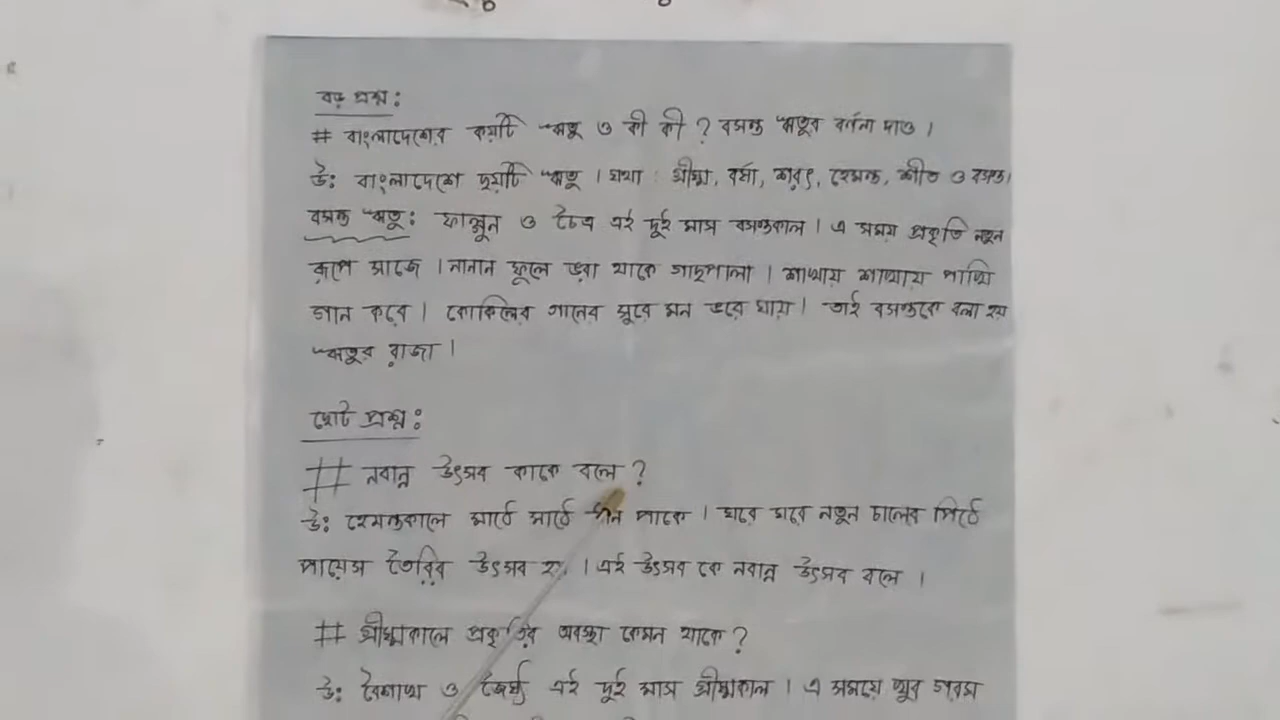 বড় প্রশ্ন :
# বাংলাদেশের কয়টি ঋতু ও কী কী ? বসন্ত ঋতুর বর্ননা দাও ।
উঃ বাংলাদেশে ছয়টি ঋতু । যথা : গ্রীষ্ম, বর্ষা, শরৎ, হেমন্ত, শীত ও বসন্ত।
বসন্ত ঋতু : ফাল্গুন ও চৈত্র এই দুই মাস বসন্তকাল । এ সময় প্রকৃতি নতুন
রূপে সাজে । নানান ফুলে ভরা থাকে গাছপালা । শাখায় শাখায় পাখি
গান করে । কোকিলের গানের সুরে মন ভরে যায় । তাই বসন্তকে বলা হয়
ঋতুর রাজা ।
ছোট প্রশ্ন :
# নবান্ন উৎসব কাকে বলে ?
উঃ হেমন্তকালে মাঠে মাঠে ধান পাকে । ঘরে ঘরে নতুন চালের পিঠে
পায়েস তৈরির উৎসব হয় । এই উৎসব কে নবান্ন উৎসব বলে ।
# গ্রীষ্মকালে প্রকৃতির অবস্থা কেমন থাকে ?
উঃ বৈশাখ ও জৈষ্ঠ্য এই দুই মাস গ্রীষ্মকাল । এ সময়ে খুব গরম